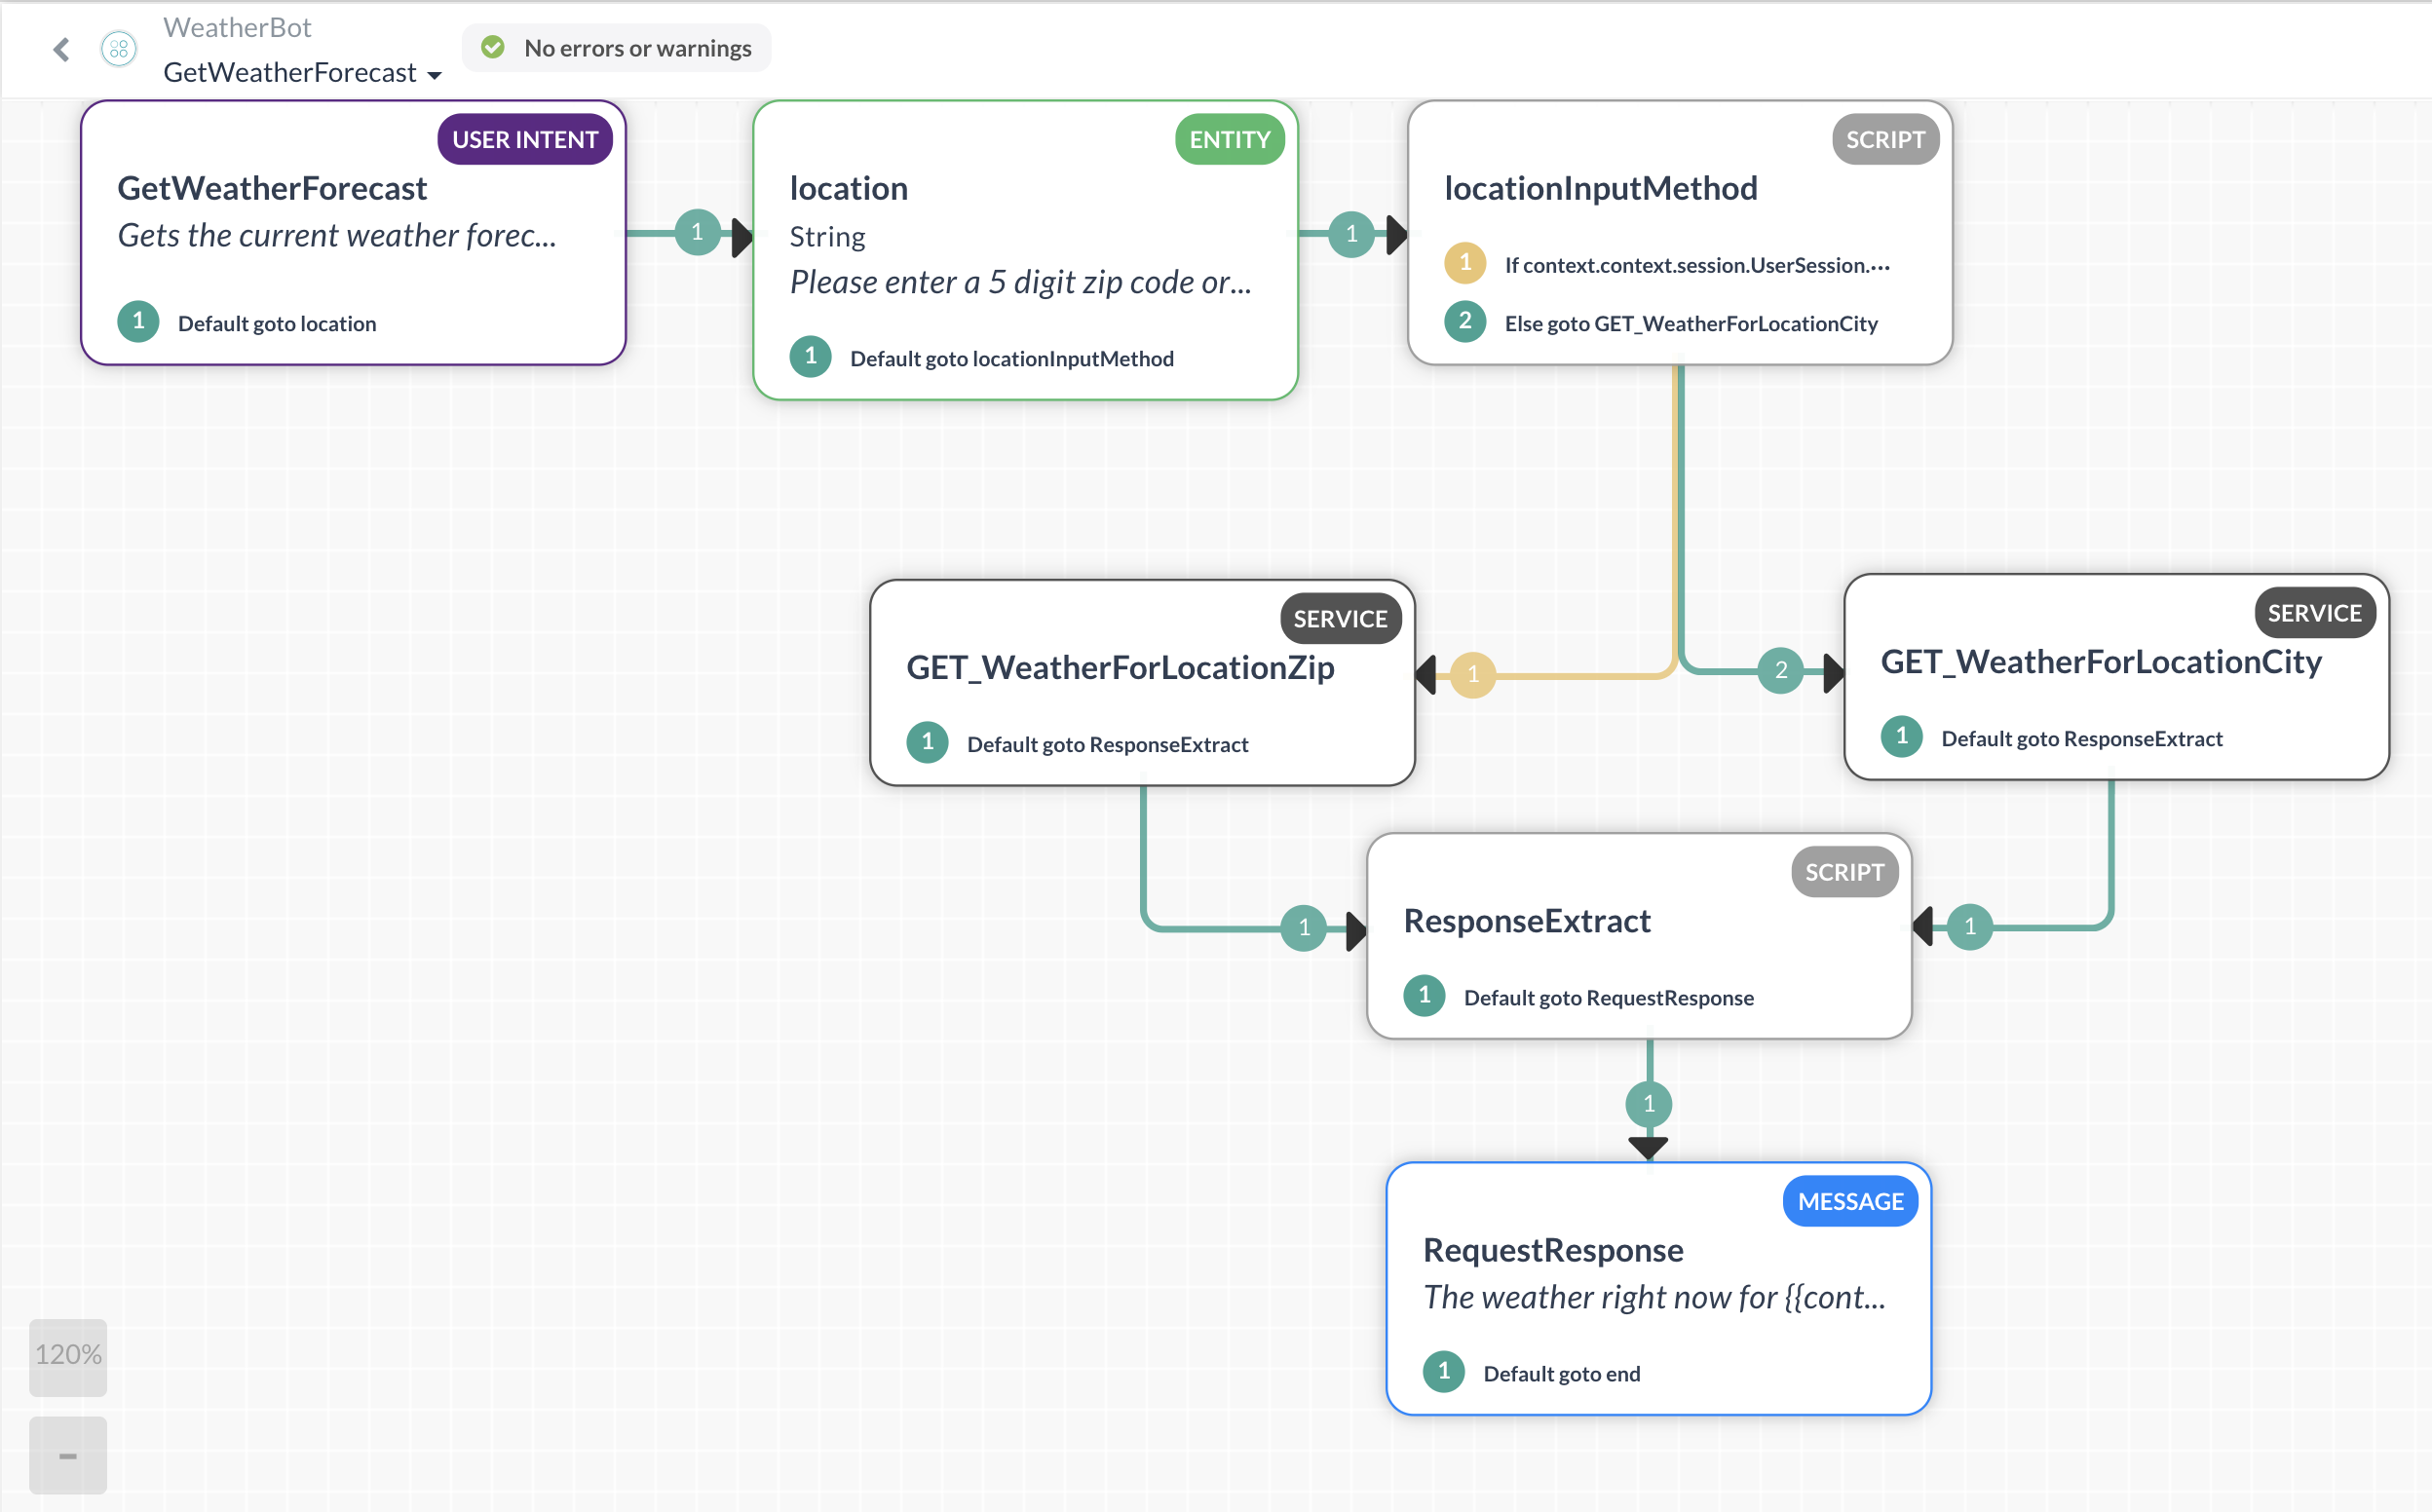 WeatherBot
GetWeatherForecast
No errors or warnings
USER INTENT
GetWeatherForecast
Gets the current weather forec...
1 Default goto location
1
ENTITY
location
String
Please enter a 5 digit zip code or...
1 Default goto locationInputMethod
1
SCRIPT
locationInputMethod
1 If context.context.session.UserSession....
2 Else goto GET_WeatherForLocationCity
SERVICE
GET_WeatherForLocationZip
1 Default goto ResponseExtract
1
2
SERVICE
GET_WeatherForLocationCity
1 Default goto ResponseExtract
1
SCRIPT
ResponseExtract
1 Default goto RequestResponse
1
1
MESSAGE
RequestResponse
The weather right now for {{cont...
1 Default goto end
120%